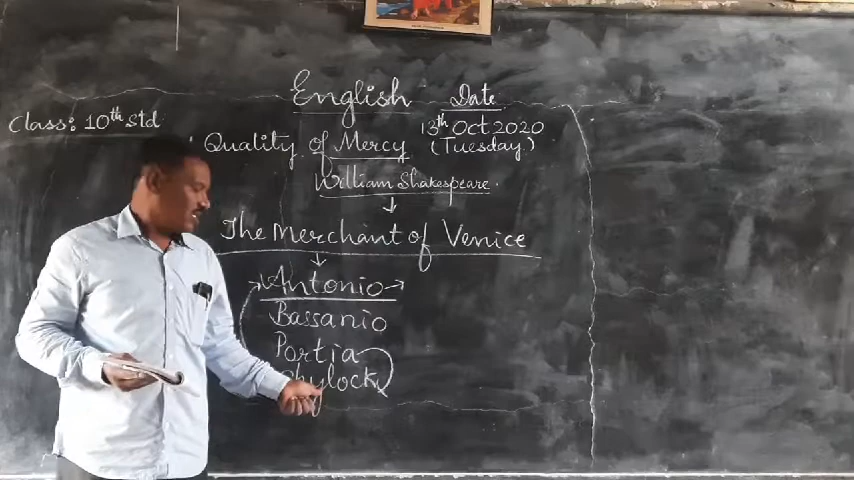 English
Date
Class: 10th Std
13th Oct 2020
(Tuesday.)
Quality of Mercy
William Shakespeare.
The Merchant of Venice
Antonio
Bassanio
Portia